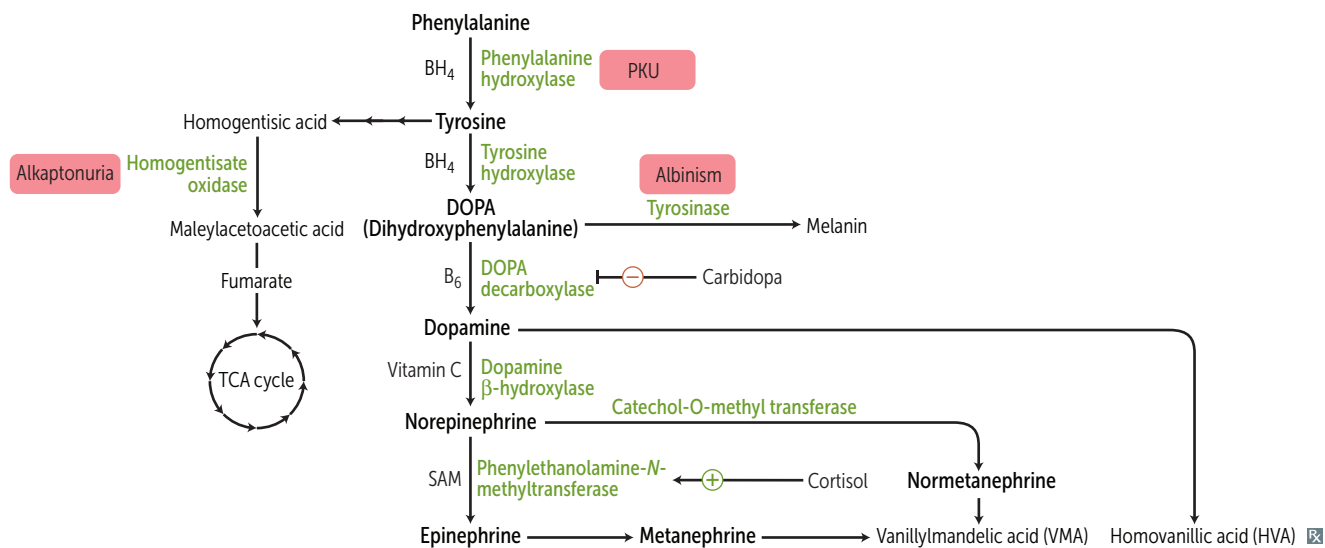 Phenylalanine
BH4
Phenylalanine
hydroxylase
PKU
Homogentisic acid
Tyrosine
Alkaptonuria
Homogentisate
oxidase
BH4
Tyrosine
hydroxylase
Albinism
Tyrosinase
Maleylacetoacetic acid
DOPA
(Dihydroxyphenylalanine)
Melanin
Fumarate
B6
DOPA
decarboxylase
−
Carbidopa
TCA cycle
Dopamine
Vitamin C
Dopamine
β-hydroxylase
Norepinephrine
Catechol-O-methyl transferase
SAM
Phenylethanolamine-N-
methyltransferase
+
Cortisol
Normetanephrine
Epinephrine
Metanephrine
Vanillylmandelic acid (VMA)
Homovanillic acid (HVA)
Rx